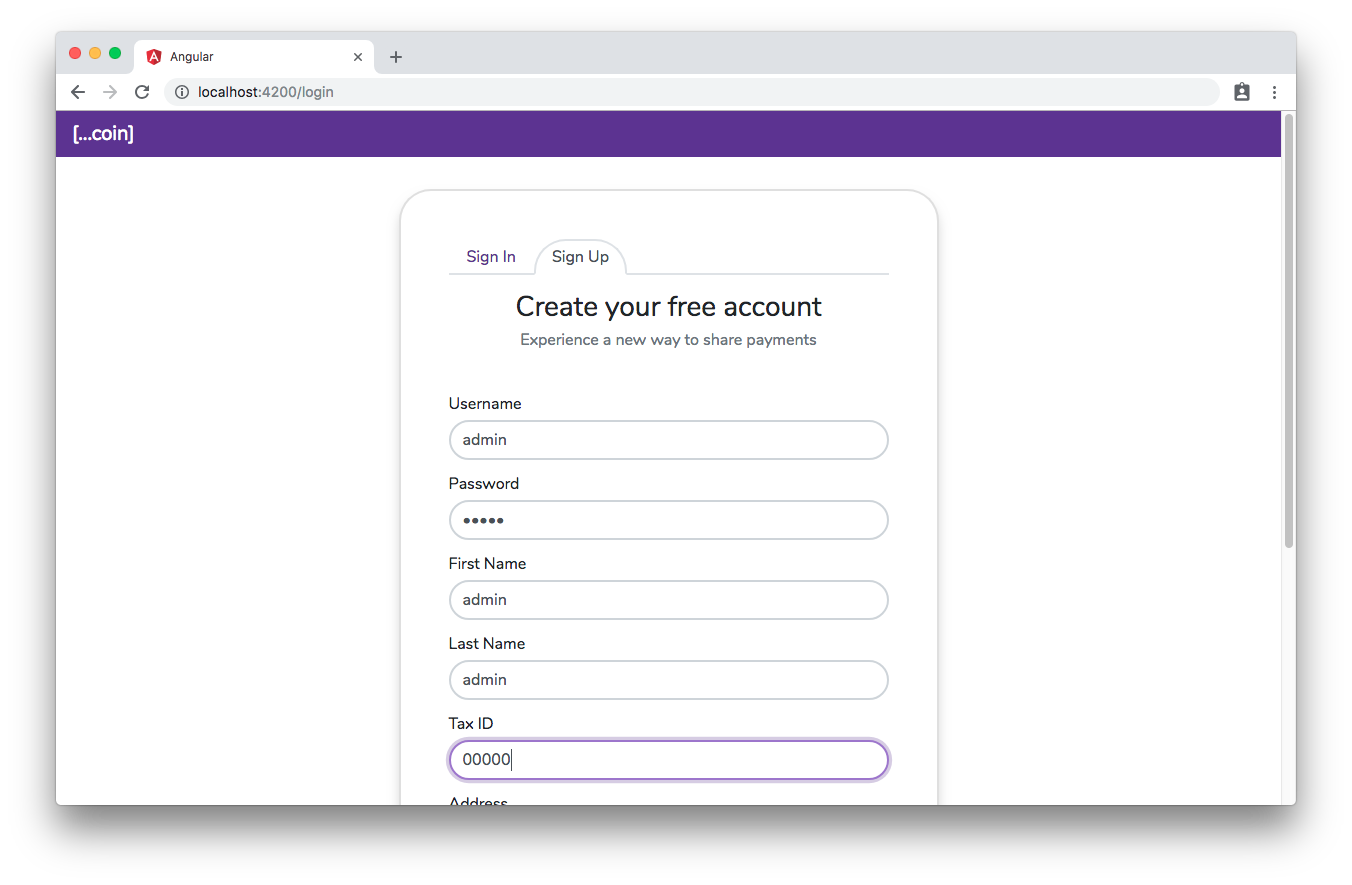 Angular
localhost:4200/login
[...coin]
Sign In Sign Up
Create your free account
Experience a new way to share payments
Username
admin
Password
•••••
First Name
admin
Last Name
admin
Tax ID
00000
Address